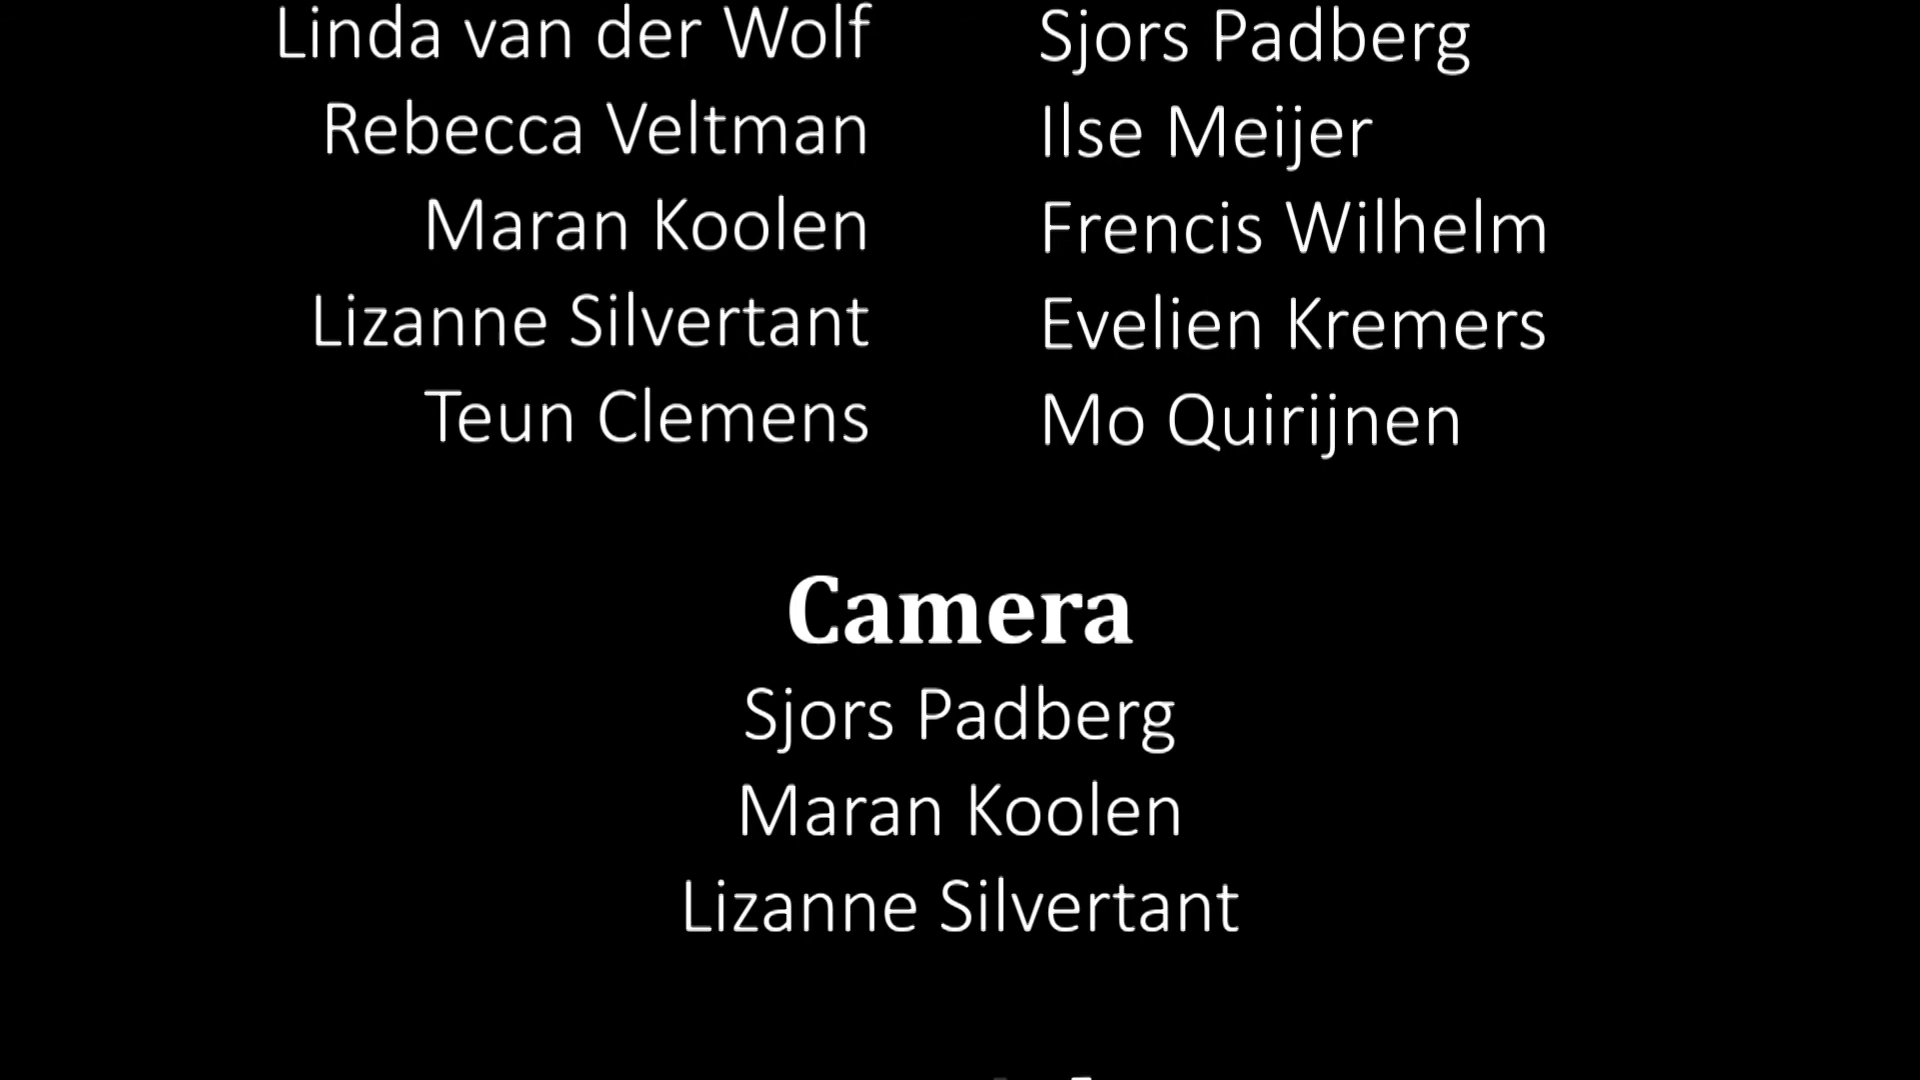 Linda van der Wolf
Sjors Padberg
Rebecca Veltman
Ilse Meijer
Maran Koolen
Frencis Wilhelm
Lizanne Silvertant
Evelien Kremers
Teun Clemens
Mo Quirijnen
Camera
Sjors Padberg
Maran Koolen
Lizanne Silvertant